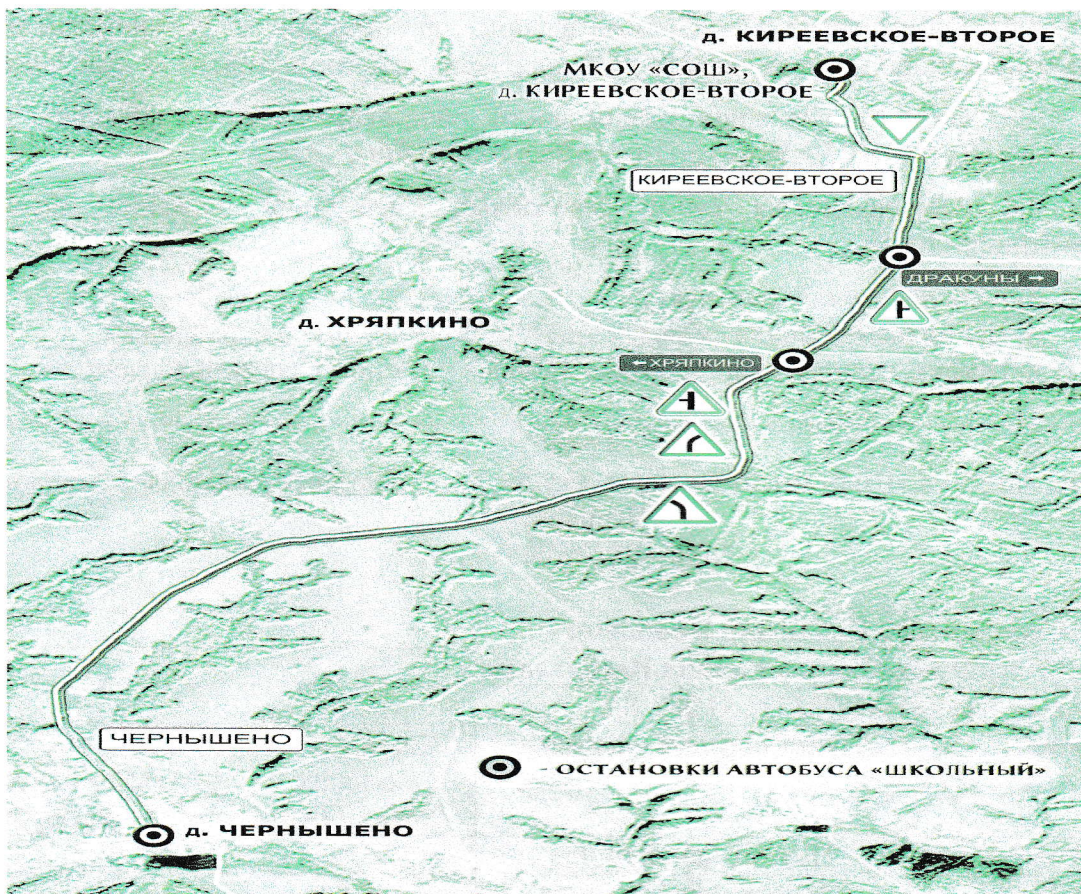 д. КИРЕЕВСКОЕ-ВТОРОЕ
МКОУ «СОШ»,
д. КИРЕЕВСКОЕ-ВТОРОЕ
КИРЕЕВСКОЕ-ВТОРОЕ
ДРАКУНЫ →
д. ХРЯПКИНО
← ХРЯПКИНО
ЧЕРНЫШЕНО
- ОСТАНОВКИ АВТОБУСА «ШКОЛЬНЫЙ»
д. ЧЕРНЫШЕНО